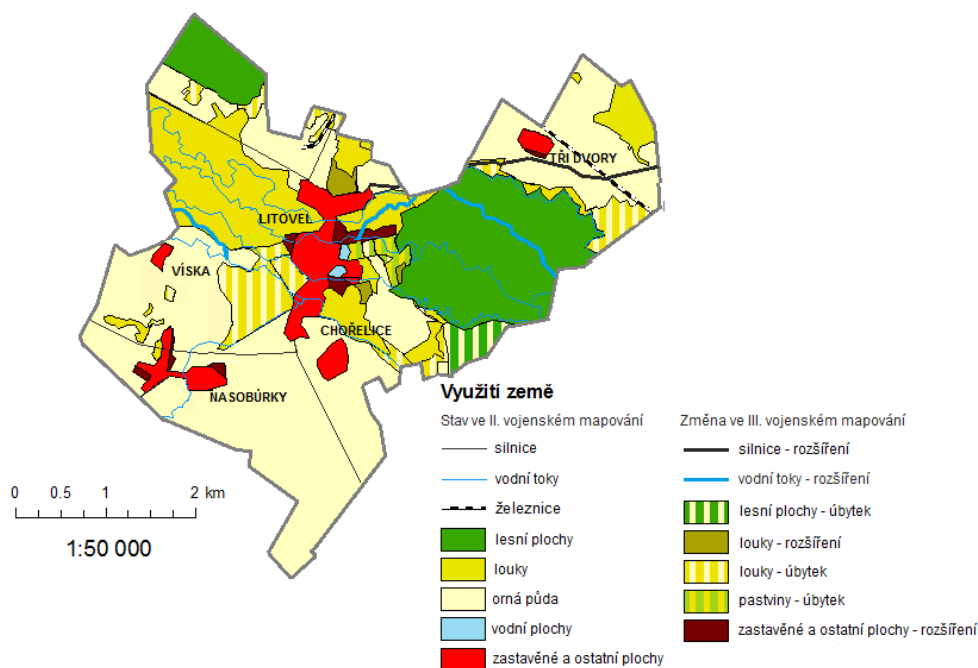 TŘI DVORY
LITOVEL
VÍSKA
CHOŘELICE
NASOBŮRKY
Využití země
Stav ve II. vojenském mapování
silnice
vodní toky
železnice
lesní plochy
louky
orná půda
vodní plochy
zastavěné a ostatní plochy
Změna ve III. vojenském mapování
silnice - rozšíření
vodní toky - rozšíření
lesní plochy - úbytek
louky - rozšíření
louky - úbytek
pastviny - úbytek
zastavěné a ostatní plochy - rozšíření
0 0.5 1 2 km
1:50 000